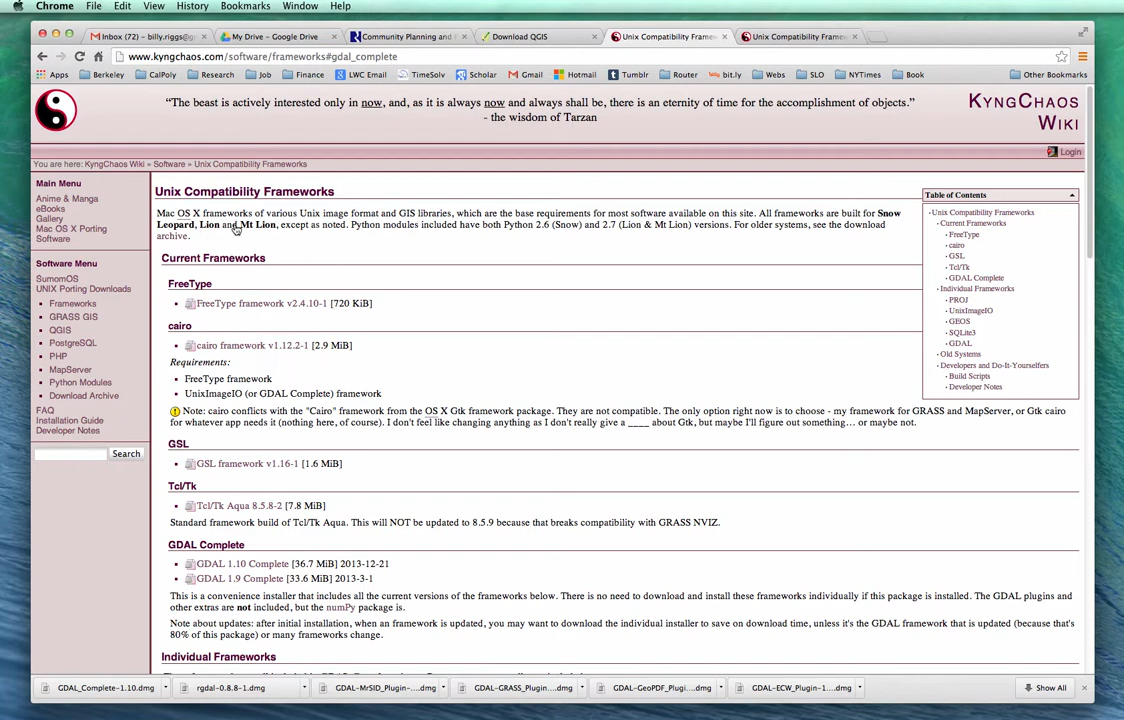 Chrome File Edit View History Bookmarks Window Help
Inbox (72) - billy.riggs@g
My Drive - Google Drive
Community Planning and
Download QGIS
Unix Compatibility Framew
Unix Compatibility Framew
www.kyngchaos.com/software/frameworks#gdal_complete
Apps Berkeley CalPoly Research Job Finance LWC Email TimeSolv Scholar Gmail Hotmail Tumblr Router bit.ly Webs SLO NYTimes Book Other Bookmarks
“The beast is actively interested only in now, and, as it is always now and always shall be, there is an eternity of time for the accomplishment of objects.”
- the wisdom of Tarzan
KYNGCHAOS
WIKI
Login
You are here: KyngChaos Wiki » Software » Unix Compatibility Frameworks
Main Menu
Anime & Manga
eBooks
Gallery
Mac OS X Porting
Software
Software Menu
SumomOS
UNIX Porting Downloads
Frameworks
GRASS GIS
QGIS
PostgreSQL
PHP
MapServer
Python Modules
Download Archive
FAQ
Installation Guide
Developer Notes
Search
Unix Compatibility Frameworks
Mac OS X frameworks of various Unix image format and GIS libraries, which are the base requirements for most software available on this site. All frameworks are built for Snow
Leopard, Lion and Mt Lion, except as noted. Python modules included have both Python 2.6 (Snow) and 2.7 (Lion & Mt Lion) versions. For older systems, see the download
archive.
Current Frameworks
FreeType
FreeType framework v2.4.10-1 [720 KiB]
cairo
cairo framework v1.12.2-1 [2.9 MiB]
Requirements:
FreeType framework
UnixImageIO (or GDAL Complete) framework
Note: cairo conflicts with the "Cairo" framework from the OS X Gtk framework package. They are not compatible. The only option right now is to choose - my framework for GRASS and MapServer, or Gtk cairo
for whatever app needs it (nothing here, of course). I don't feel like changing anything as I don't really give a ____ about Gtk, but maybe I'll figure out something... or maybe not.
GSL
GSL framework v1.16-1 [1.6 MiB]
Tcl/Tk
Tcl/Tk Aqua 8.5.8-2 [7.8 MiB]
Standard framework build of Tcl/Tk Aqua. This will NOT be updated to 8.5.9 because that breaks compatibility with GRASS NVIZ.
GDAL Complete
GDAL 1.10 Complete [36.7 MiB] 2013-12-21
GDAL 1.9 Complete [33.6 MiB] 2013-3-1
This is a convenience installer that includes all the current versions of the frameworks below. There is no need to download and install these frameworks individually if this package is installed. The GDAL plugins and
other extras are not included, but the numPy package is.
Note about updates: after initial installation, when an framework is updated, you may want to download the individual installer to save on download time, unless it's the GDAL framework that is updated (because that's
80% of this package) or many frameworks change.
Individual Frameworks
Table of Contents
Unix Compatibility Frameworks
Current Frameworks
FreeType
cairo
GSL
Tcl/Tk
GDAL Complete
Individual Frameworks
PROJ
UnixImageIO
GEOS
SQLite3
GDAL
Old Systems
Developers and Do-It-Yourselfers
Build Scripts
Development Notes
GDAL_Complete-1.10.dmg
rgdal-0.8.8-1.dmg
GDAL-MrSID_Plugin-....dmg
GDAL-GRASS_Plugin....dmg
GDAL-GeoPDF_Plugi....dmg
GDAL-ECW_Plugin-1....dmg
Show All